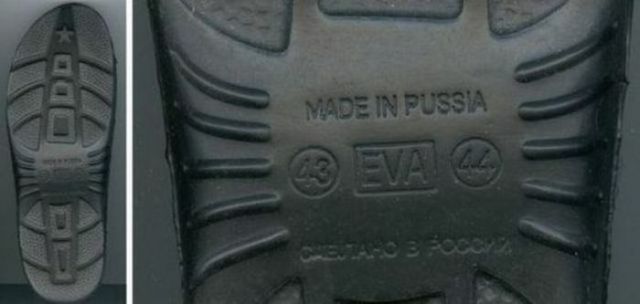 MADE IN PUSSIA
43 EVA 44
СДЕЛАНО В РОССИИ